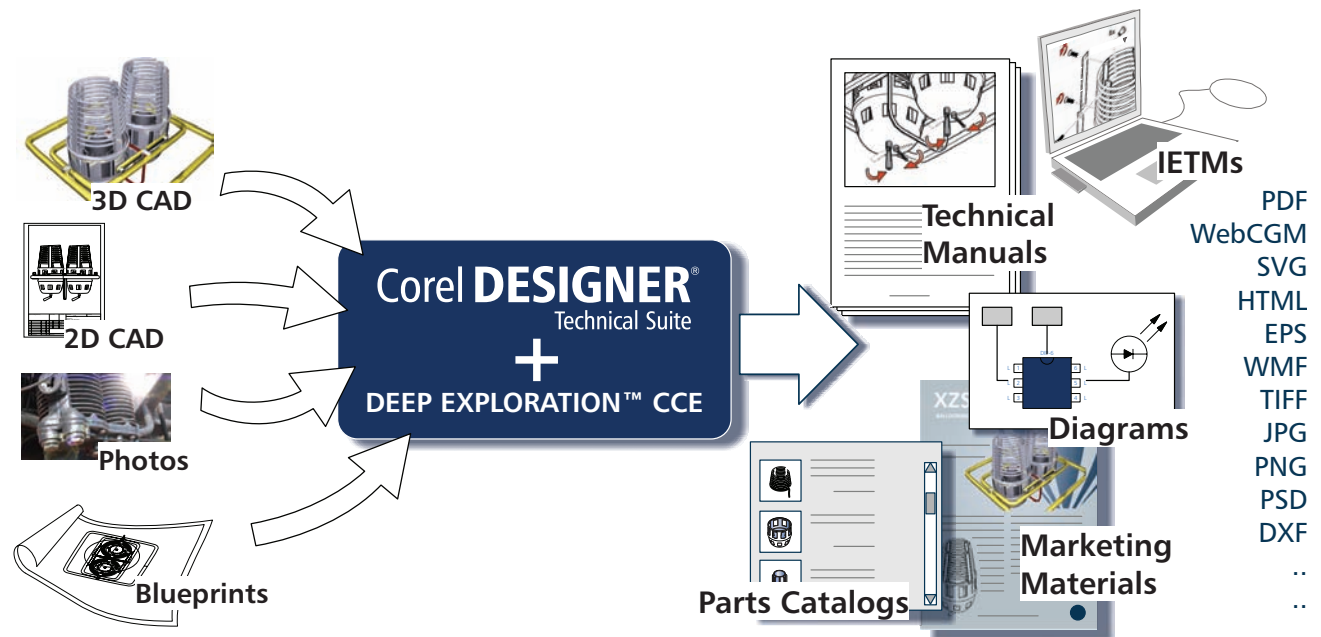 3D CAD
2D CAD
Photos
Blueprints
Corel DESIGNER®
Technical Suite
+
DEEP EXPLORATION™ CCE
Technical
Manuals
IETMs
Diagrams
XZS
Parts Catalogs
Marketing
Materials
PDF
WebCGM
SVG
HTML
EPS
WMF
TIFF
JPG
PNG
PSD
DXF
..
..